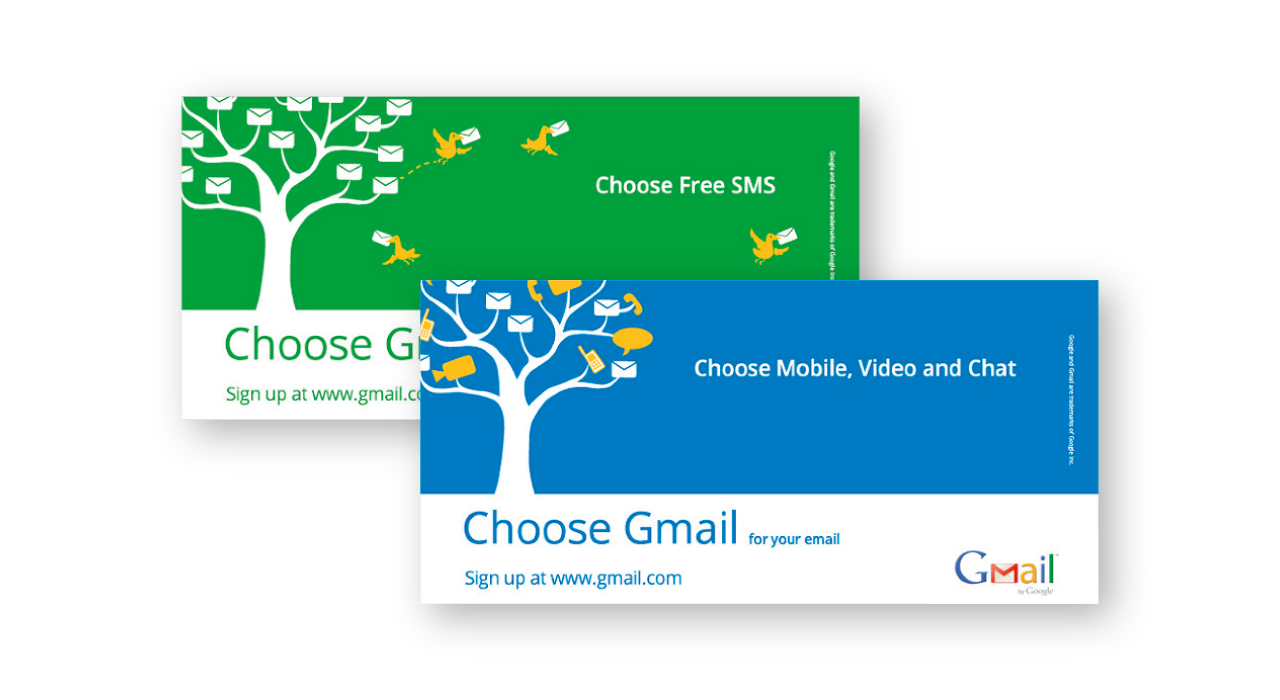 Choose Free SMS
Google and Gmail are trademarks of Google Inc.
Choose G
Sign up at www.gmail.co
Choose Mobile, Video and Chat
Google and Gmail are trademarks of Google Inc.
Choose Gmail for your email
Sign up at www.gmail.com
Gmail
by Google